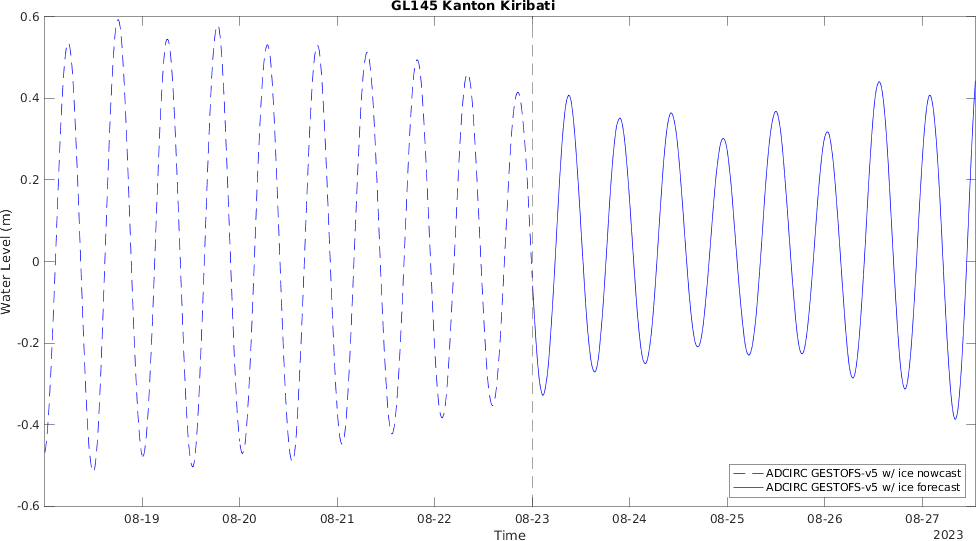 GL145 Kanton Kiribati
0.6
0.4
0.2
0
-0.2
-0.4
-0.6
Water Level (m)
ADCIRC GESTOFS-v5 w/ ice nowcast
ADCIRC GESTOFS-v5 w/ ice forecast
08-19 08-20 08-21 08-22 08-23 08-24 08-25 08-26 08-27
Time
2023